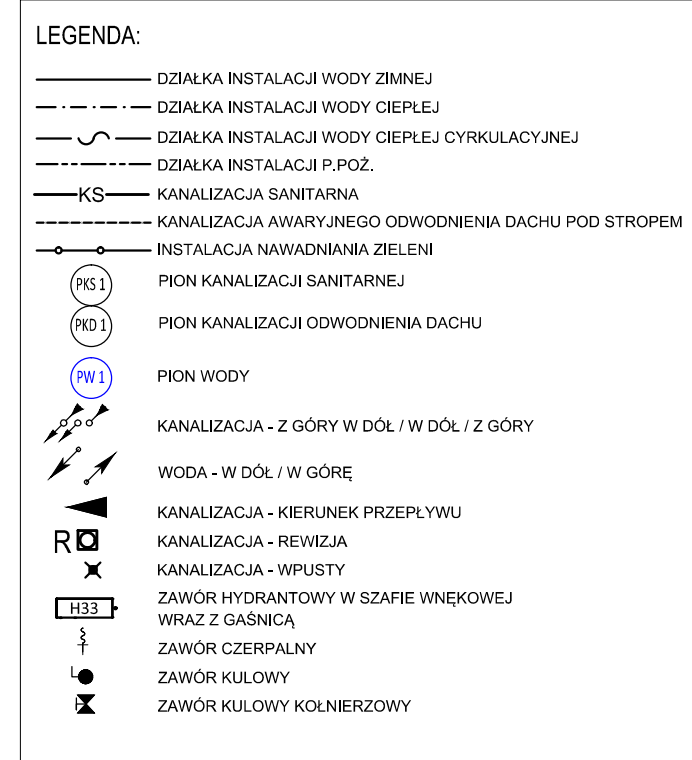 LEGENDA:
DZIAŁKA INSTALACJI WODY ZIMNEJ
DZIAŁKA INSTALACJI WODY CIEPŁEJ
DZIAŁKA INSTALACJI WODY CIEPŁEJ CYRKULACYJNEJ
DZIAŁKA INSTALACJI P.POŻ.
KS KANALIZACJA SANITARNA
KANALIZACJA AWARYJNEGO ODWODNIENIA DACHU POD STROPEM
INSTALACJA NAWADNIANIA ZIELENI
PKS 1 PION KANALIZACJI SANITARNEJ
PKD 1 PION KANALIZACJI ODWODNIENIA DACHU
PW 1 PION WODY
KANALIZACJA - Z GÓRY W DÓŁ / W DÓŁ / Z GÓRY
WODA - W DÓŁ / W GÓRĘ
KANALIZACJA - KIERUNEK PRZEPŁYWU
R KANALIZACJA - REWIZJA
KANALIZACJA - WPUSTY
H33 ZAWÓR HYDRANTOWY W SZAFIE WNĘKOWEJ
WRAZ Z GAŚNICĄ
ZAWÓR CZERPALNY
ZAWÓR KULOWY
ZAWÓR KULOWY KOŁNIERZOWY